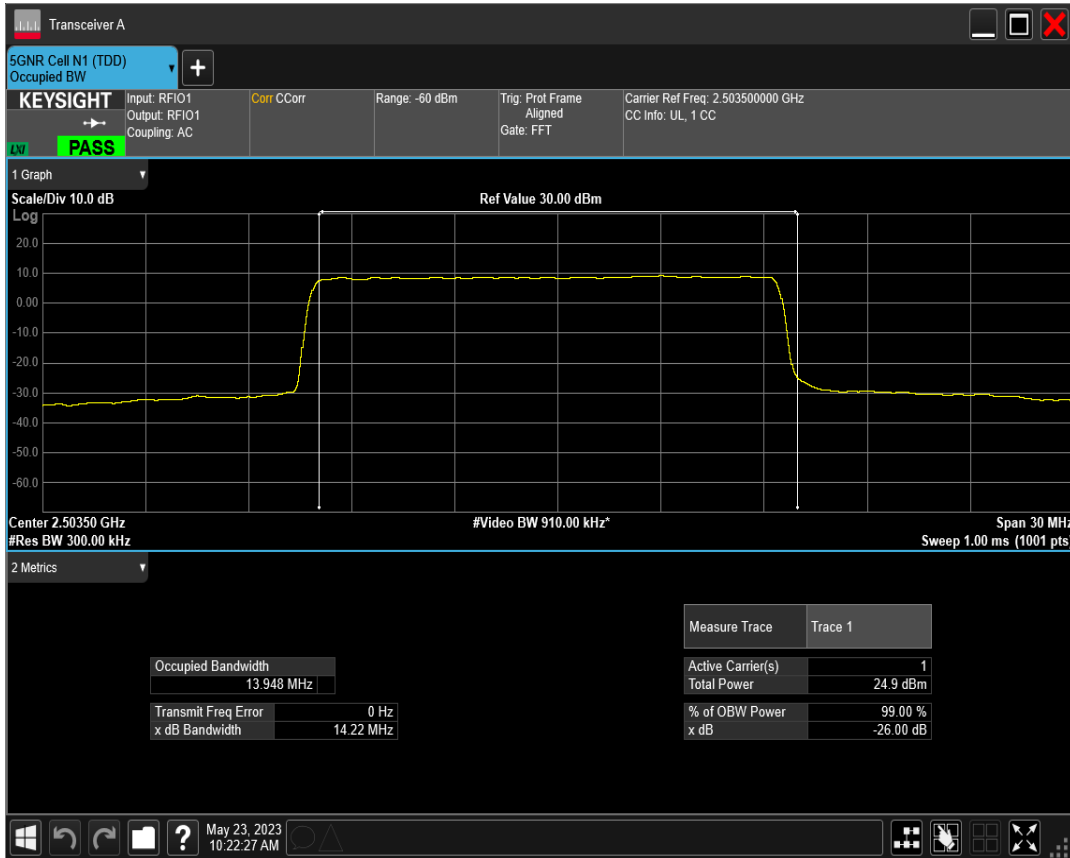 Transceiver A
5GNR Cell N1 (TDD)
Occupied BW
+
KEYSIGHT
LXI
PASS
Input: RFIO1
Output: RFIO1
Coupling: AC
Corr CCorr
Range: -60 dBm
Trig: Prot Frame
Aligned
Gate: FFT
Carrier Ref Freq: 2.503500000 GHz
CC Info: UL, 1 CC
1 Graph
Scale/Div 10.0 dB
Ref Value 30.00 dBm
Log
20.0
10.0
0.00
-10.0
-20.0
-30.0
-40.0
-50.0
-60.0
Center 2.50350 GHz
#Video BW 910.00 kHz*
Span 30 MHz
#Res BW 300.00 kHz
Sweep 1.00 ms (1001 pts)
2 Metrics
Measure Trace Trace 1
Occupied Bandwidth
13.948 MHz
Active Carrier(s) 1
Total Power 24.9 dBm
Transmit Freq Error 0 Hz
x dB Bandwidth 14.22 MHz
% of OBW Power 99.00 %
x dB -26.00 dB
?
May 23, 2023
10:22:27 AM